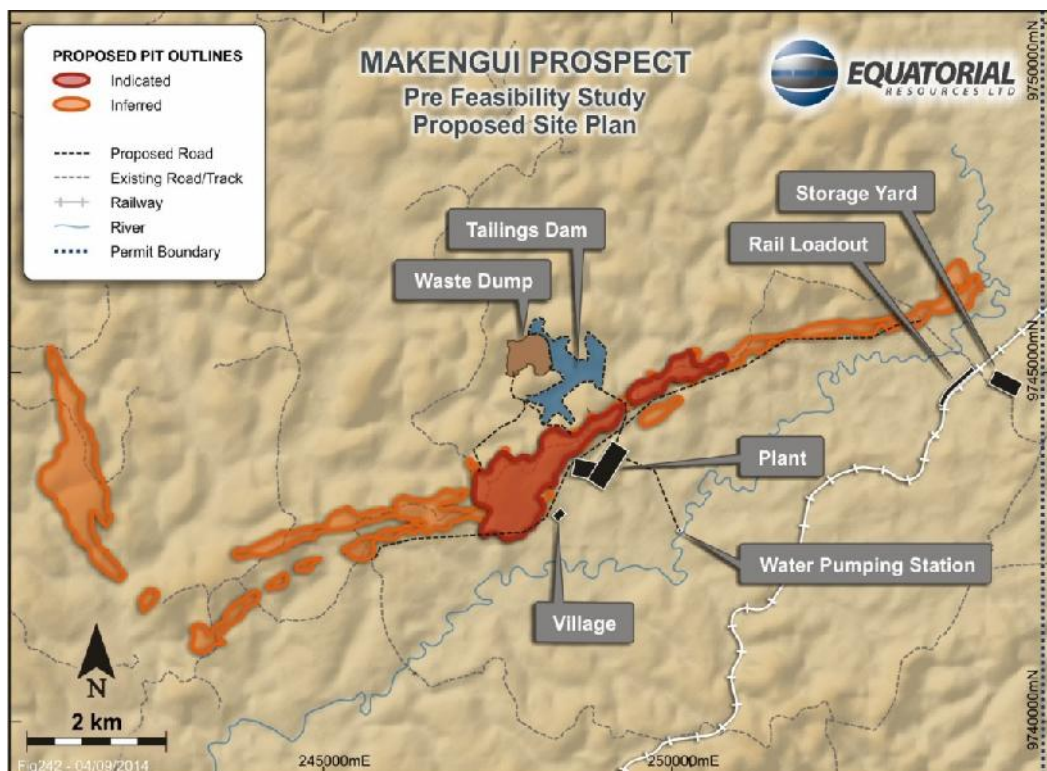 PROPOSED PIT OUTLINES
Indicated
Inferred
Proposed Road
Existing Road/Track
Railway
River
Permit Boundary
MAKENGUI PROSPECT
Pre Feasibility Study
Proposed Site Plan
EQUATORIAL
RESOURCES LTD
9750000mN
Storage Yard
Rail Loadout
Tailings Dam
Waste Dump
9745000mN
Plant
Water Pumping Station
Village
N
2 km
9740000mN
Fig242 - 04/09/2014
245000mE
250000mE